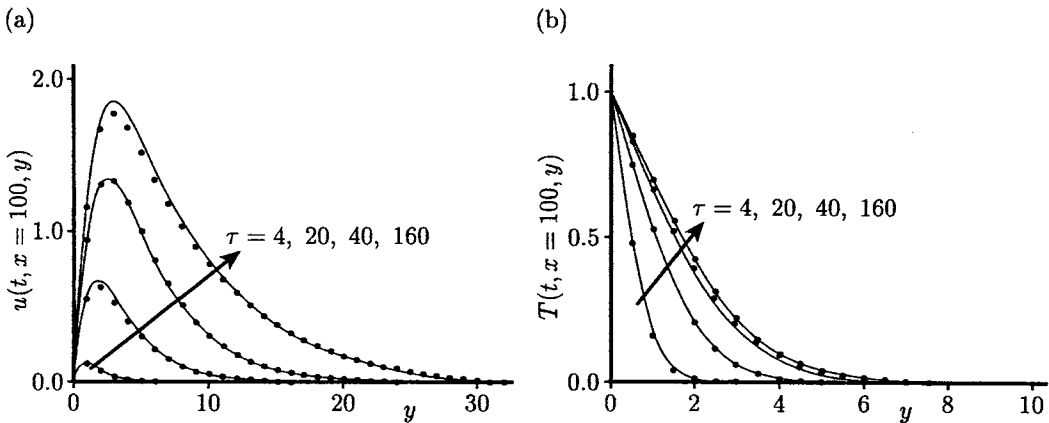 (a)
u(t, x = 100, y)
2.0
1.0
0.0
τ = 4, 20, 40, 160
0
10
20
30
y
(b)
T(t, x = 100, y)
1.0
0.5
0.0
τ = 4, 20, 40, 160
0
2
4
6
8
10
y